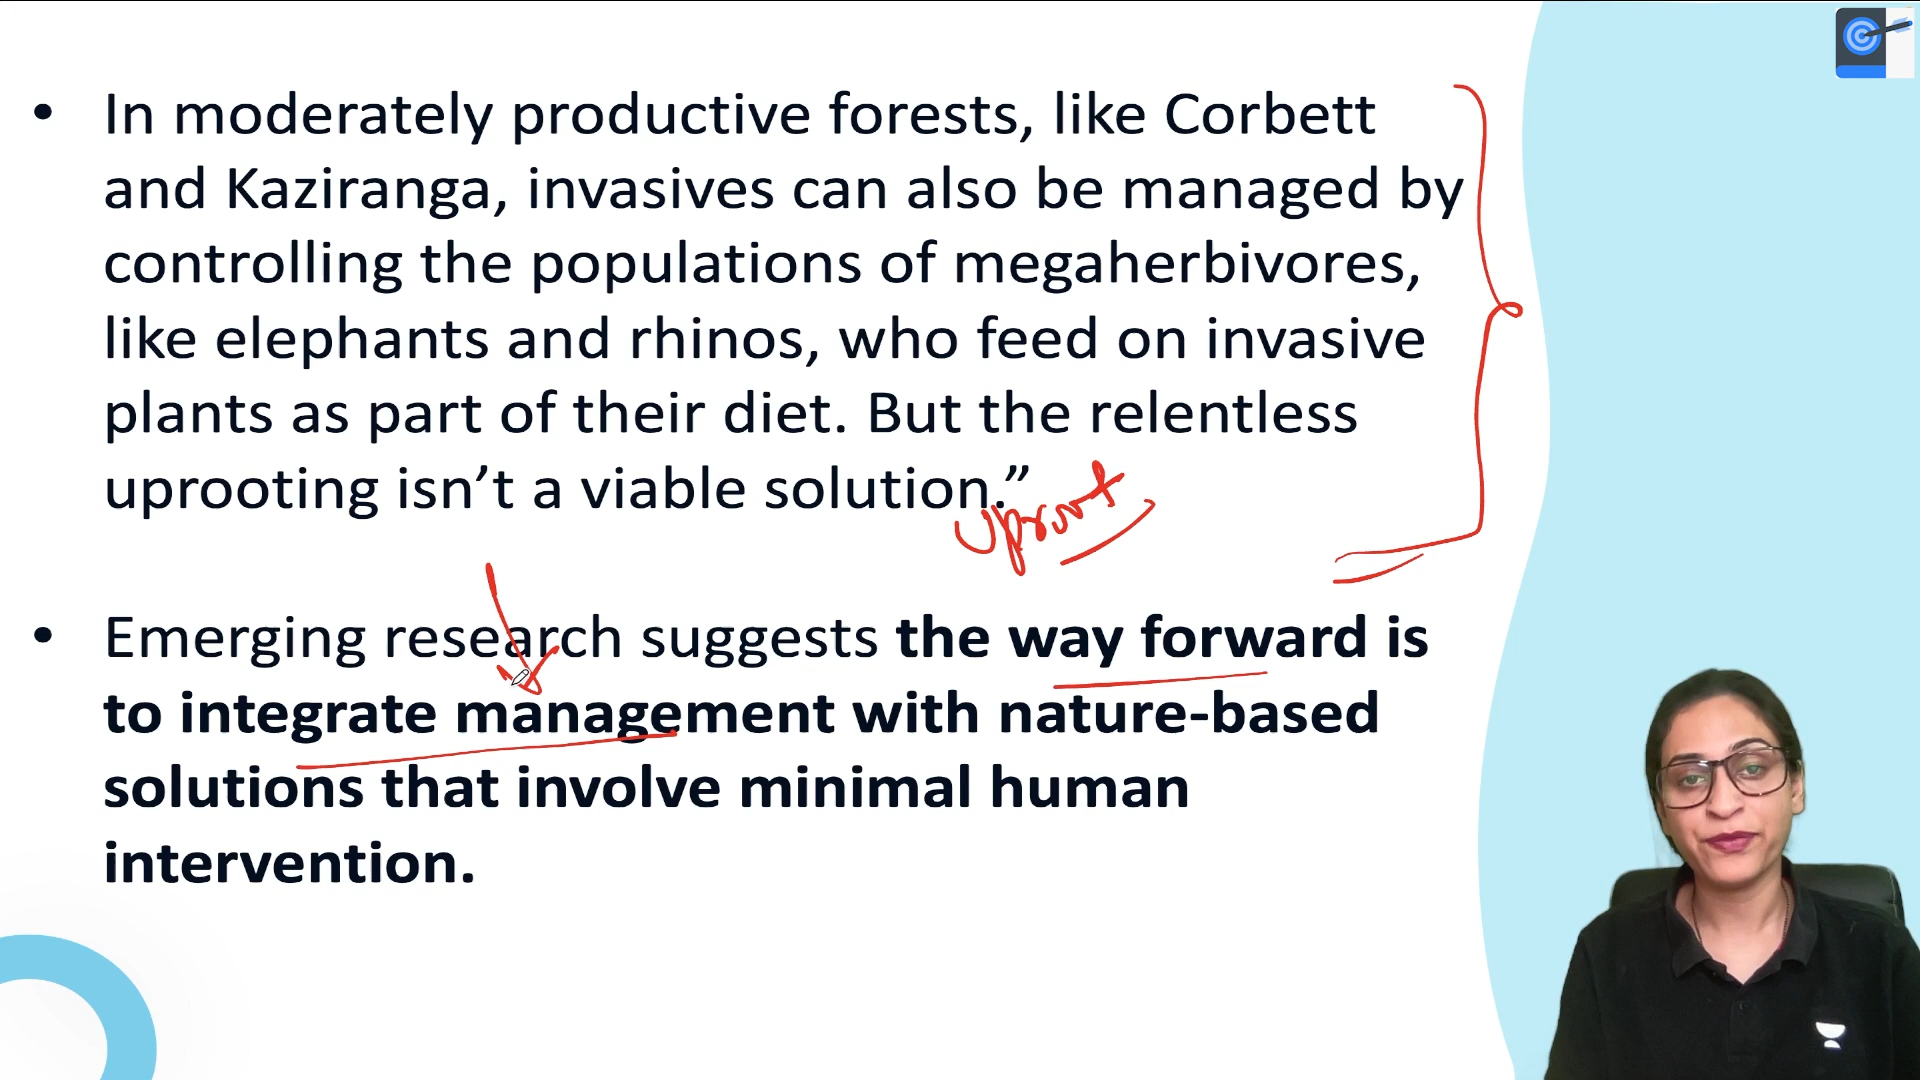 • In moderately productive forests, like Corbett
and Kaziranga, invasives can also be managed by
controlling the populations of megaherbivores,
like elephants and rhinos, who feed on invasive
plants as part of their diet. But the relentless
uprooting isn’t a viable solution.”
Uproot
• Emerging research suggests the way forward is
to integrate management with nature-based
solutions that involve minimal human
intervention.